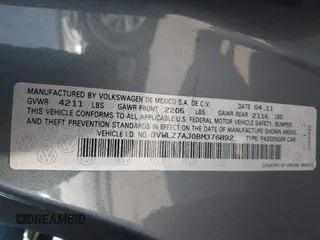 MFD BY VOLKSWAGEN DE MEXICO S.A. DE C.V. DATE 04.11
GVWR 4211 LBS GAWR FRONT 2205 LBS GAWR REAR 2116 LBS
THIS VEHICLE CONFORMS TO ALL APPLICABLE
U.S. FEDERAL MOTOR VEHICLE SAFETY, BUMPER,
AND THEFT PREVENTION STANDARDS IN EFFECT ON THE DATE OF MANUFACTURE SHOWN ABOVE.
VEHICLE I.D. NO. 3VWLZ7AJ0BM376892 TYPE: PASSENGER CAR
DREAMBID